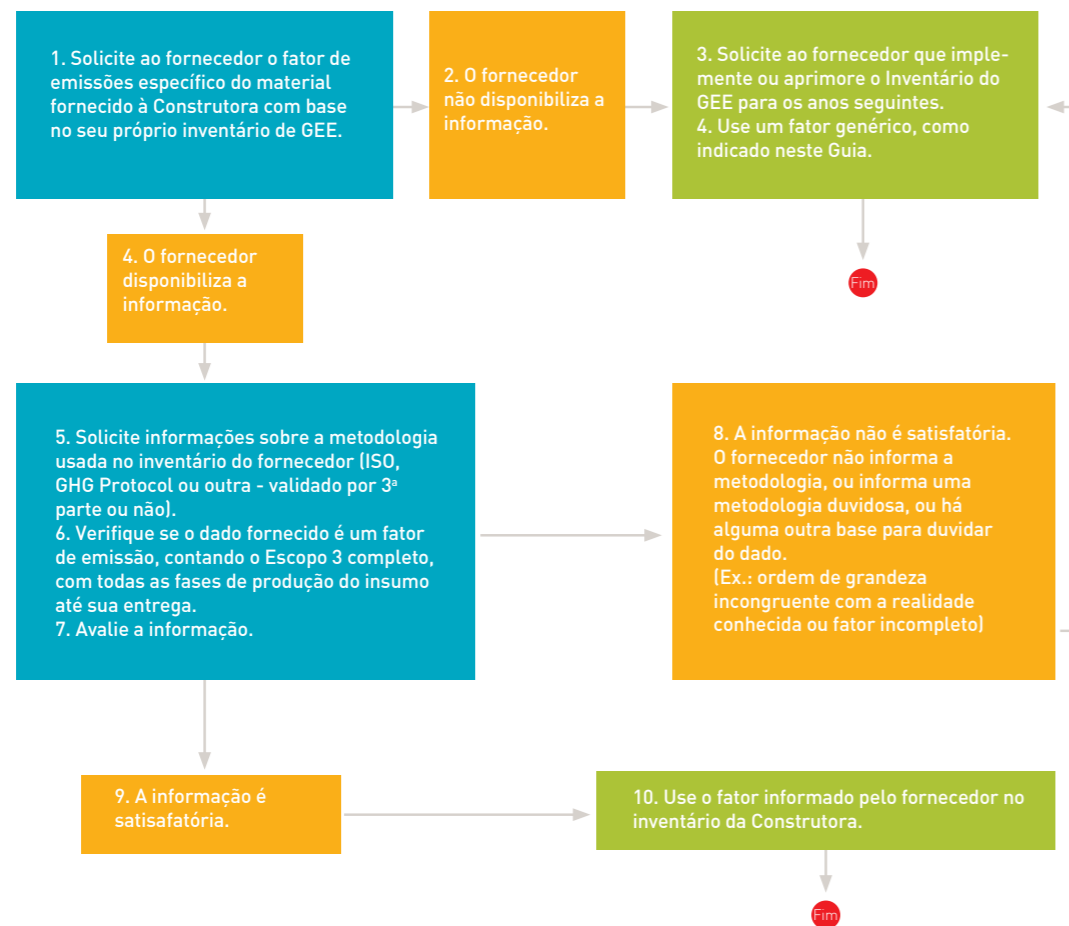 1. Solicite ao fornecedor o fator de
emissões específico do material
fornecido à Construtora com base
no seu próprio inventário de GEE.
2. O fornecedor
não disponibiliza a
informação.
3. Solicite ao fornecedor que imple-
mente ou aprimore o Inventário do
GEE para os anos seguintes.
4. Use um fator genérico, como
indicado neste Guia.
Fim
4. O fornecedor
disponibiliza a
informação.
5. Solicite informações sobre a metodologia
usada no inventário do fornecedor (ISO,
GHG Protocol ou outra - validado por 3ª
parte ou não).
6. Verifique se o dado fornecido é um fator
de emissão, contando o Escopo 3 completo,
com todas as fases de produção do insumo
até sua entrega.
7. Avalie a informação.
8. A informação não é satisfatória.
O fornecedor não informa a
metodologia, ou informa uma
metodologia duvidosa, ou há
alguma outra base para duvidar
do dado.
(Ex.: ordem de grandeza
incongruente com a realidade
conhecida ou fator incompleto)
9. A informação é
satisafatória.
10. Use o fator informado pelo fornecedor no
inventário da Construtora.
Fim